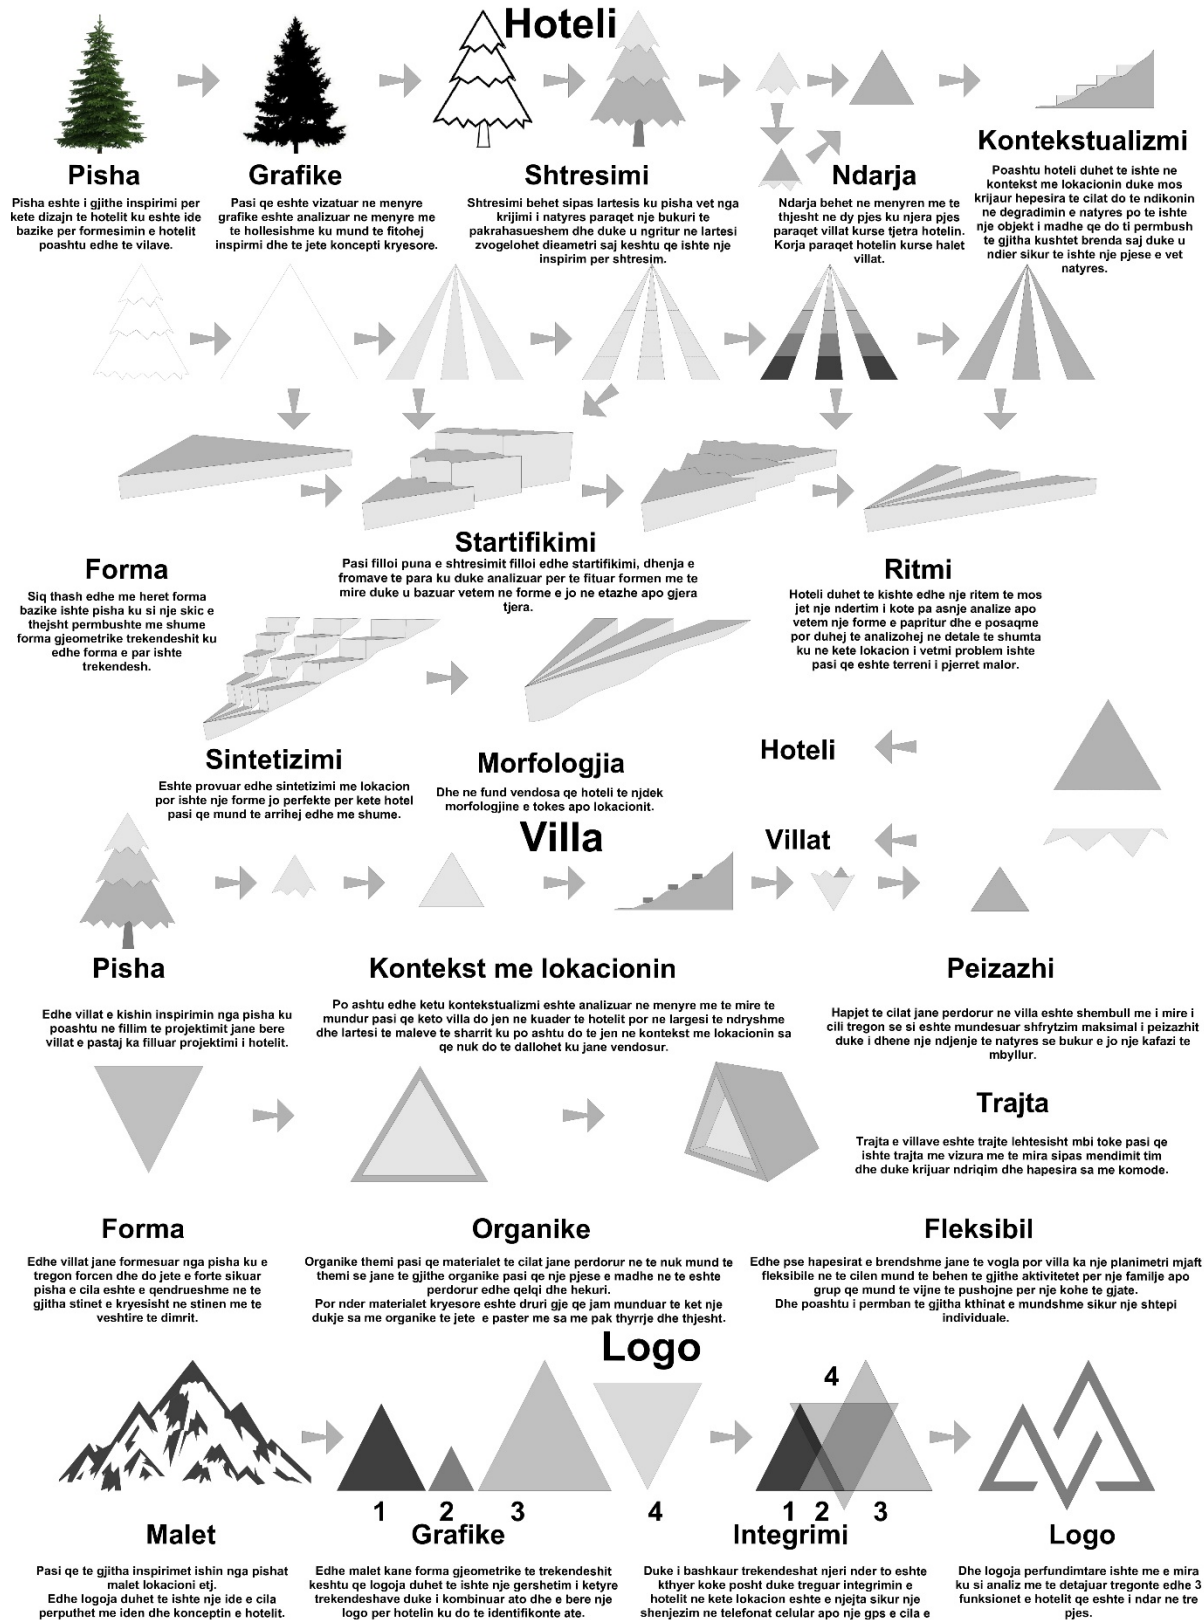 Hoteli
Pisha
Pisha eshte i gjithe inspirimi per
kete dizajn te hotelit ku eshte ide
bazike per formesimin e hotelit
poashtu edhe te vilave.
Grafike
Pasi qe eshte vizatuar ne menyre
grafike eshte analizuar ne menyre me
te hollesishme ku mund te fitohej
inspirmi dhe te jete koncepti kryesore.
Shtresimi
Shtresimi behet sipas lartesis ku pisha vet nga
krijimi i natyres paraqet nje bukuri te
pakrahasueshem dhe duke u ngritur ne lartesi
zvogelohet dieametri saj keshtu qe ishte nje
inspirim per shtresim.
Ndarja
Ndarja behet ne menyren me te
thjesht ne dy pjes ku njera pjes
paraqet villat kurse tjetra hotelin.
Korja paraqet hotelin kurse halet
villat.
Kontekstualizmi
Poashtu hoteli duhet te ishte ne
kontekst me lokacionin duke mos
krijaur hepesira te cilat do te ndikonin
ne degradimin e natyres po te ishte
nje objekt i madhe qe do ti permbush
te gjitha kushtet brenda saj duke u
ndier sikur te ishte nje pjese e vet
natyres.
Forma
Siq thash edhe me heret forma
bazike ishte pisha ku si nje skic e
thejsht permbushte me shume
forma gjeometrike trekendeshit ku
edhe forma e par ishte
trekendesh.
Startifikimi
Pasi filloi puna e shtresimit filloi edhe startifikimi, dhenja e
fromave te para ku duke analizuar per te fituar formen me te
mire duke u bazuar vetem ne forme e jo ne etazhe apo gjera
tjera.
Ritmi
Hoteli duhet te kishte edhe nje ritem te mos
jet nje ndertim i kote pa asnje analize apo
vetem nje forme e papritur dhe e posaqme
por duhej te analizohej ne detale te shumta
ku ne kete lokacion i vetmi problem ishte
pasi qe eshte terreni i pjerret malor.
Sintetizimi
Eshte provuar edhe sintetizimi me lokacion
por ishte nje forme jo perfekte per kete hotel
pasi qe mund te arrihej edhe me shume.
Morfologjia
Dhe ne fund vendosa qe hoteli te njdek
morfologjine e tokes apo lokacionit.
Hoteli
Villat
Villa
Pisha
Edhe villat e kishin inspirimin nga pisha ku
poashtu ne fillim te projektimit jane bere
villat e pastaj ka filluar projektimi i hotelit.
Kontekst me lokacionin
Po ashtu edhe ketu kontekstualizmi eshte analizuar ne menyre me te mire te
mundur pasi qe keto villa do jen ne kuader te hotelit por ne largesi te ndryshme
dhe lartesi te maleve te sharrit ku po ashtu do te jen ne kontekst me lokacionin sa
qe nuk do te dallohet ku jane vendosur.
Peizazhi
Hapjet te cilat jane perdorur ne villa eshte shembull me i mire i
cili tregon se si eshte mundesuar shfrytzim maksimal i peizazhit
duke i dhene nje ndjenje te natyres se bukur e jo nje kafazi te
mbyllur.
Trajta
Trajta e villave eshte trajte lehtesisht mbi toke pasi qe
ishte trajta me vizura me te mira sipas mendimit tim
dhe duke krijuar ndriqim dhe hapesira sa me komode.
Forma
Edhe villat jane formesuar nga pisha ku e
tregon forcen dhe do jete e forte sikuar
pisha e cila eshte e qendrueshme ne te
gjitha stinet e kryesisht ne stinen me te
veshtire te dimrit.
Organike
Organike themi pasi qe materialet te cilat jane perdorur ne te nuk mund te
themi se jane te gjithe organike pasi qe nje pjese e madhe ne te eshte
perdorur edhe qelqi dhe hekuri.
Por nder materialet kryesore eshte druri gje qe jam munduar te ket nje
dukje sa me organike te jete e paster me sa me pak thyrrje dhe thjesht.
Fleksibil
Edhe pse hapesirat e brendshme jane te vogla por villa ka nje planimetri mjaft
fleksibile ne te cilen mund te behen te gjithe aktivitetet per nje familje apo
grup qe mund te vijne te pushojne per nje kohe te gjate.
Dhe poashtu i permban te gjitha kthinat e mundshme sikur nje shtepi
individuale.
Logo
4
1 2 3 4
1 2 3
Malet
Pasi qe te gjitha inspirimet ishin nga pishat
malet lokacioni etj.
Edhe logoja duhet te ishte nje ide e cila
perputhet me iden dhe konceptin e hotelit.
Grafike
Edhe malet kane forma gjeometrike te trekendeshit
keshtu qe logoja duhet te ishte nje gershetim i ketyre
trekendeshave duke i kombinuar ato dhe e bere nje
logo per hotelin ku do te identifikonte ate.
Integrimi
Duke i bashkuar trekendeshat njeri nder to eshte
kthyer koke posht duke treguar integrimin e
hotelit ne kete lokacion eshte e njejta sikur nje
shenjezim ne telefonat celular apo nje gps e cila e
Logo
Dhe logoja perfundimtare ishte me e mira
ku si analiz me te detajuar tregonte edhe 3
funksionet e hotelit qe eshte i ndar ne tro
pjes.